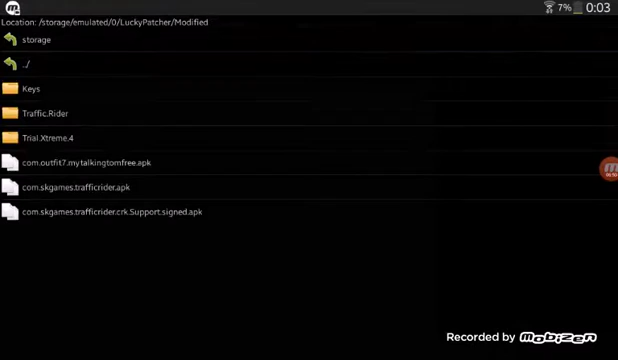 7% 0:03
Location: /storage/emulated/0/LuckyPatcher/Modified
storage
../
Keys
Traffic.Rider
Trial.Xtreme.4
com.outfit7.mytalkingtomfree.apk
com.skgames.trafficrider.apk
com.skgames.trafficrider.crk.Support.signed.apk
Recorded by mobizen